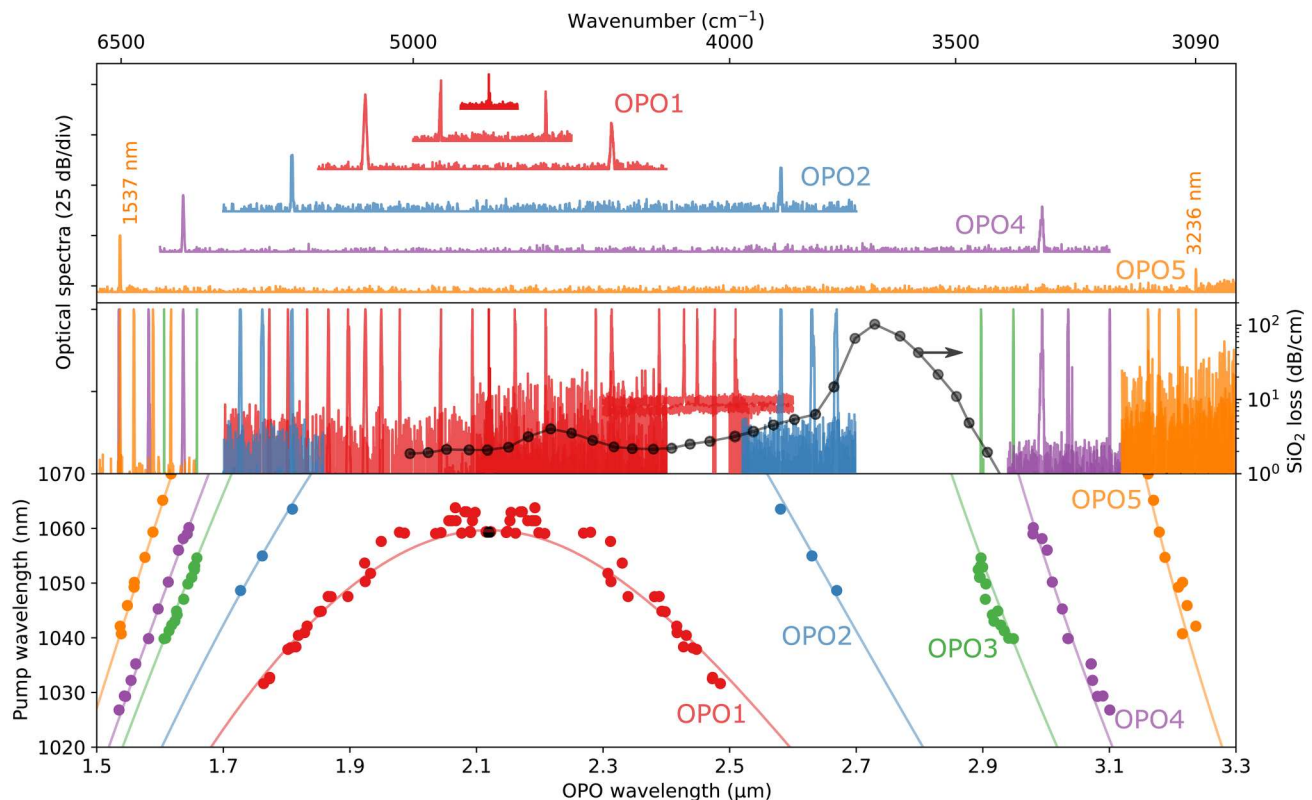 Wavenumber (cm⁻¹)
6500 5000 4000 3500 3090
Optical spectra (25 dB/div)
1537 nm
OPO1
OPO2
OPO4
3236 nm
OPO5
SiO₂ loss (dB/cm)
10²
10¹
10⁰
Pump wavelength (nm)
1070
1060
1050
1040
1030
1020
OPO5
OPO2
OPO3
OPO1
OPO4
1.5 1.7 1.9 2.1 2.3 2.5 2.7 2.9 3.1 3.3
OPO wavelength (μm)